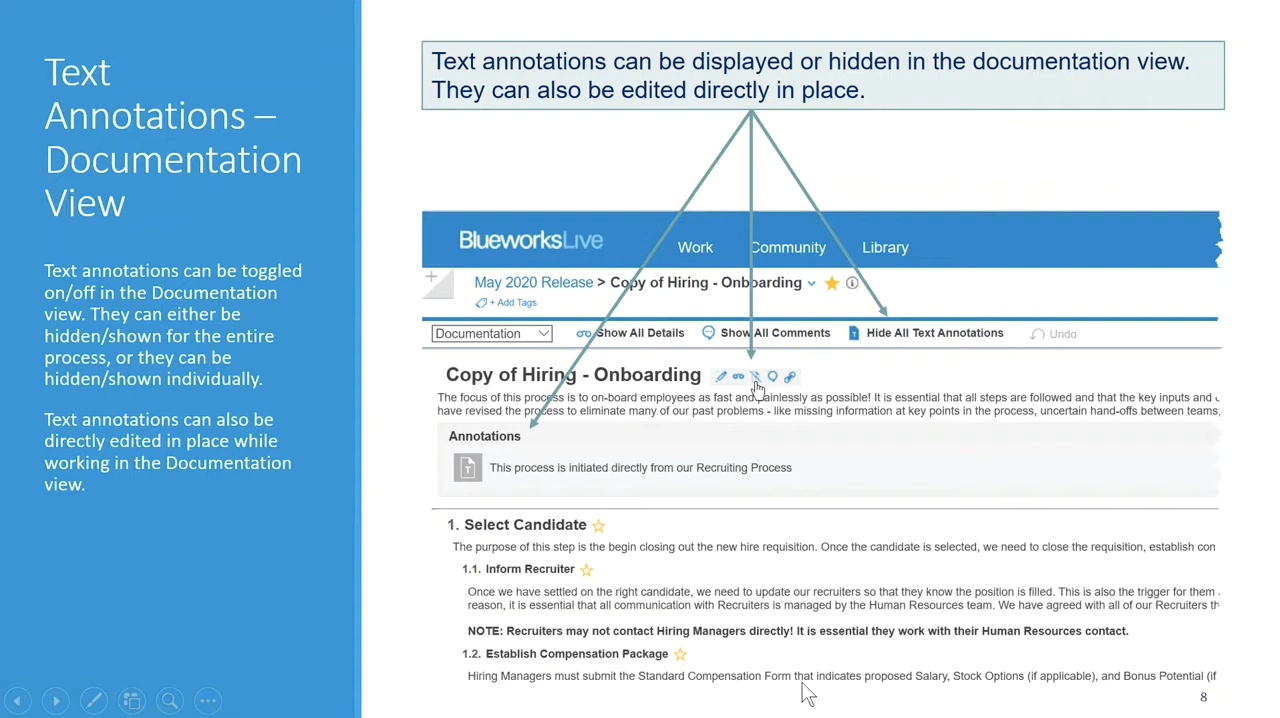 Text
Annotations –
Documentation
View
Text annotations can be toggled
on/off in the Documentation
view. They can either be
hidden/shown for the entire
process, or they can be
hidden/shown individually.
Text annotations can also be
directly edited in place while
working in the Documentation
view.
Text annotations can be displayed or hidden in the documentation view.
They can also be edited directly in place.
BlueworksLive Work Community Library
May 2020 Release > Copy of Hiring - Onboarding
+ Add Tags
Documentation Show All Details Show All Comments Hide All Text Annotations Undo
Copy of Hiring - Onboarding
The focus of this process is to on-board employees as fast and painlessly as possible! It is essential that all steps are followed and that the key inputs and
have revised the process to eliminate many of our past problems - like missing information at key points in the process, uncertain hand-offs between teams,
Annotations
This process is initiated directly from our Recruiting Process
1. Select Candidate
The purpose of this step is the begin closing out the new hire requisition. Once the candidate is selected, we need to close the requisition, establish con
1.1. Inform Recruiter
Once we have settled on the right candidate, we need to update our recruiters so that they know the position is filled. This is also the trigger for them
reason, it is essential that all communication with Recruiters is managed by the Human Resources team. We have agreed with all of our Recruiters th
NOTE: Recruiters may not contact Hiring Managers directly! It is essential they work with their Human Resources contact.
1.2. Establish Compensation Package
Hiring Managers must submit the Standard Compensation Form that indicates proposed Salary, Stock Options (if applicable), and Bonus Potential (if
8